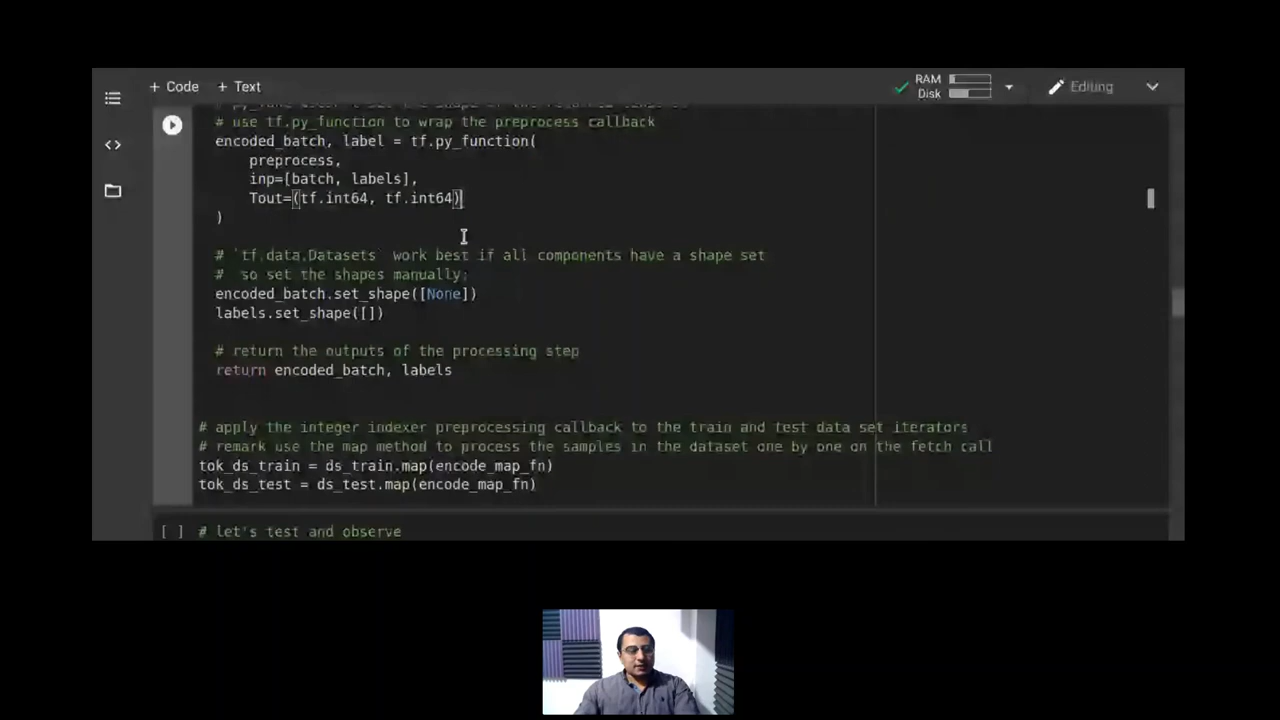 + Code + Text
RAM
Disk
Editing
# use tf.py_function to wrap the preprocess callback
encoded_batch, label = tf.py_function(
preprocess,
inp=[batch, labels],
Tout=(tf.int64, tf.int64)
)
# `tf.data.Datasets` work best if all components have a shape set
# so set the shapes manually:
encoded_batch.set_shape([None])
labels.set_shape([])
# return the outputs of the processing step
return encoded_batch, labels
# apply the integer indexer preprocessing callback to the train and test data set iterators
# remark use the map method to process the samples in the dataset one by one on the fetch call
tok_ds_train = ds_train.map(encode_map_fn)
tok_ds_test = ds_test.map(encode_map_fn)
[ ] # let's test and observe